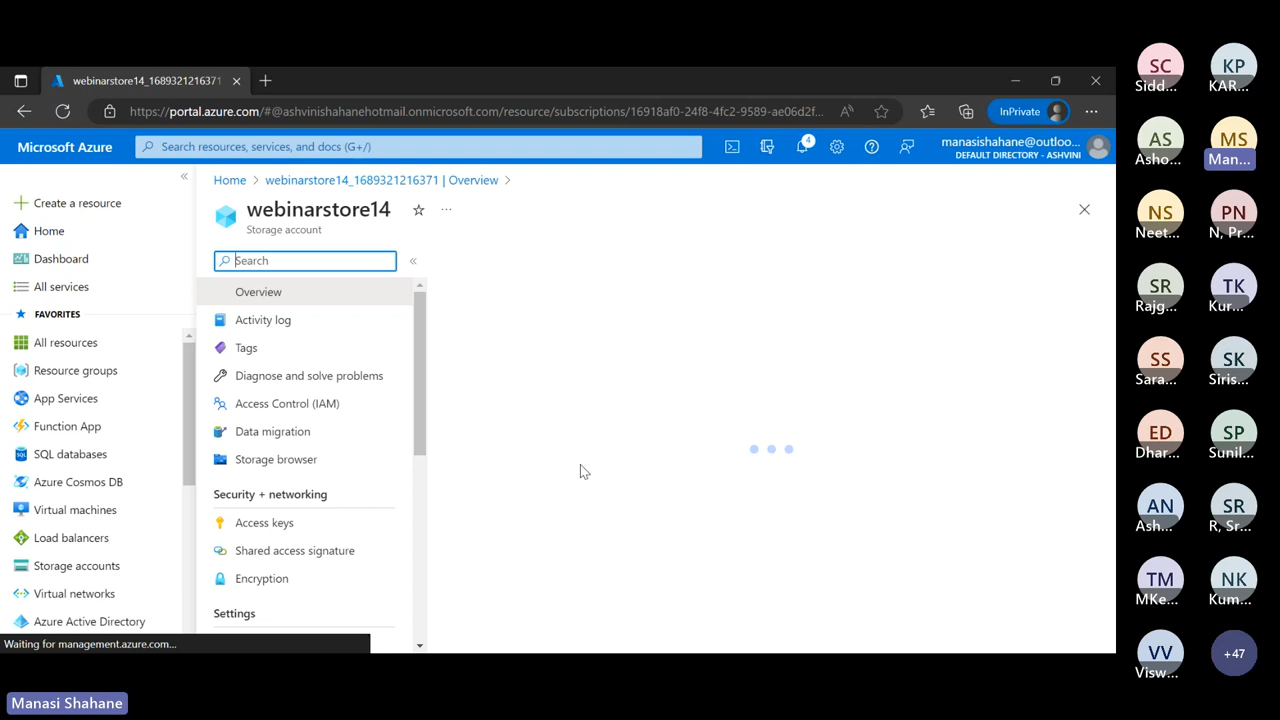 webinarstore14_1689321216371
https://portal.azure.com/#@ashvinishahanehotmail.onmicrosoft.com/resource/subscriptions/16918af0-24f8-4fc2-9589-ae06d2f...
InPrivate
Microsoft Azure
Search resources, services, and docs (G+/)
4
manasishahane@outloo...
DEFAULT DIRECTORY - ASHVINI
Create a resource
Home
Dashboard
All services
FAVORITES
All resources
Resource groups
App Services
Function App
SQL databases
Azure Cosmos DB
Virtual machines
Load balancers
Storage accounts
Virtual networks
Azure Active Directory
Waiting for management.azure.com...
Home > webinarstore14_1689321216371 | Overview >
webinarstore14
Storage account
Search
Overview
Activity log
Tags
Diagnose and solve problems
Access Control (IAM)
Data migration
Storage browser
Security + networking
Access keys
Shared access signature
Encryption
Settings
SC
Sidd...
KP
KAR...
AS
Asho...
MS
Man...
NS
Neet...
PN
N, Pr...
SR
Rajg...
TK
Kur...
SS
Sara...
SK
Siris...
ED
Dhar...
SP
Sunil...
AN
Ash...
SR
R, Sr...
TM
MKe...
NK
Kum...
VV
Visw...
+47
Manasi Shahane